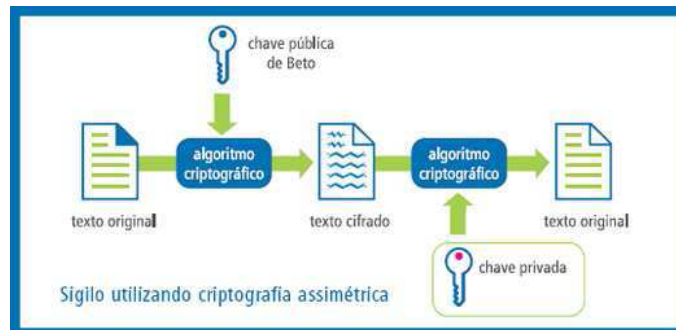 chave pública
de Beto
algoritmo
criptográfico
algoritmo
criptográfico
texto original
texto cifrado
texto original
chave privada
Sigilo utilizando criptografia assimétrica